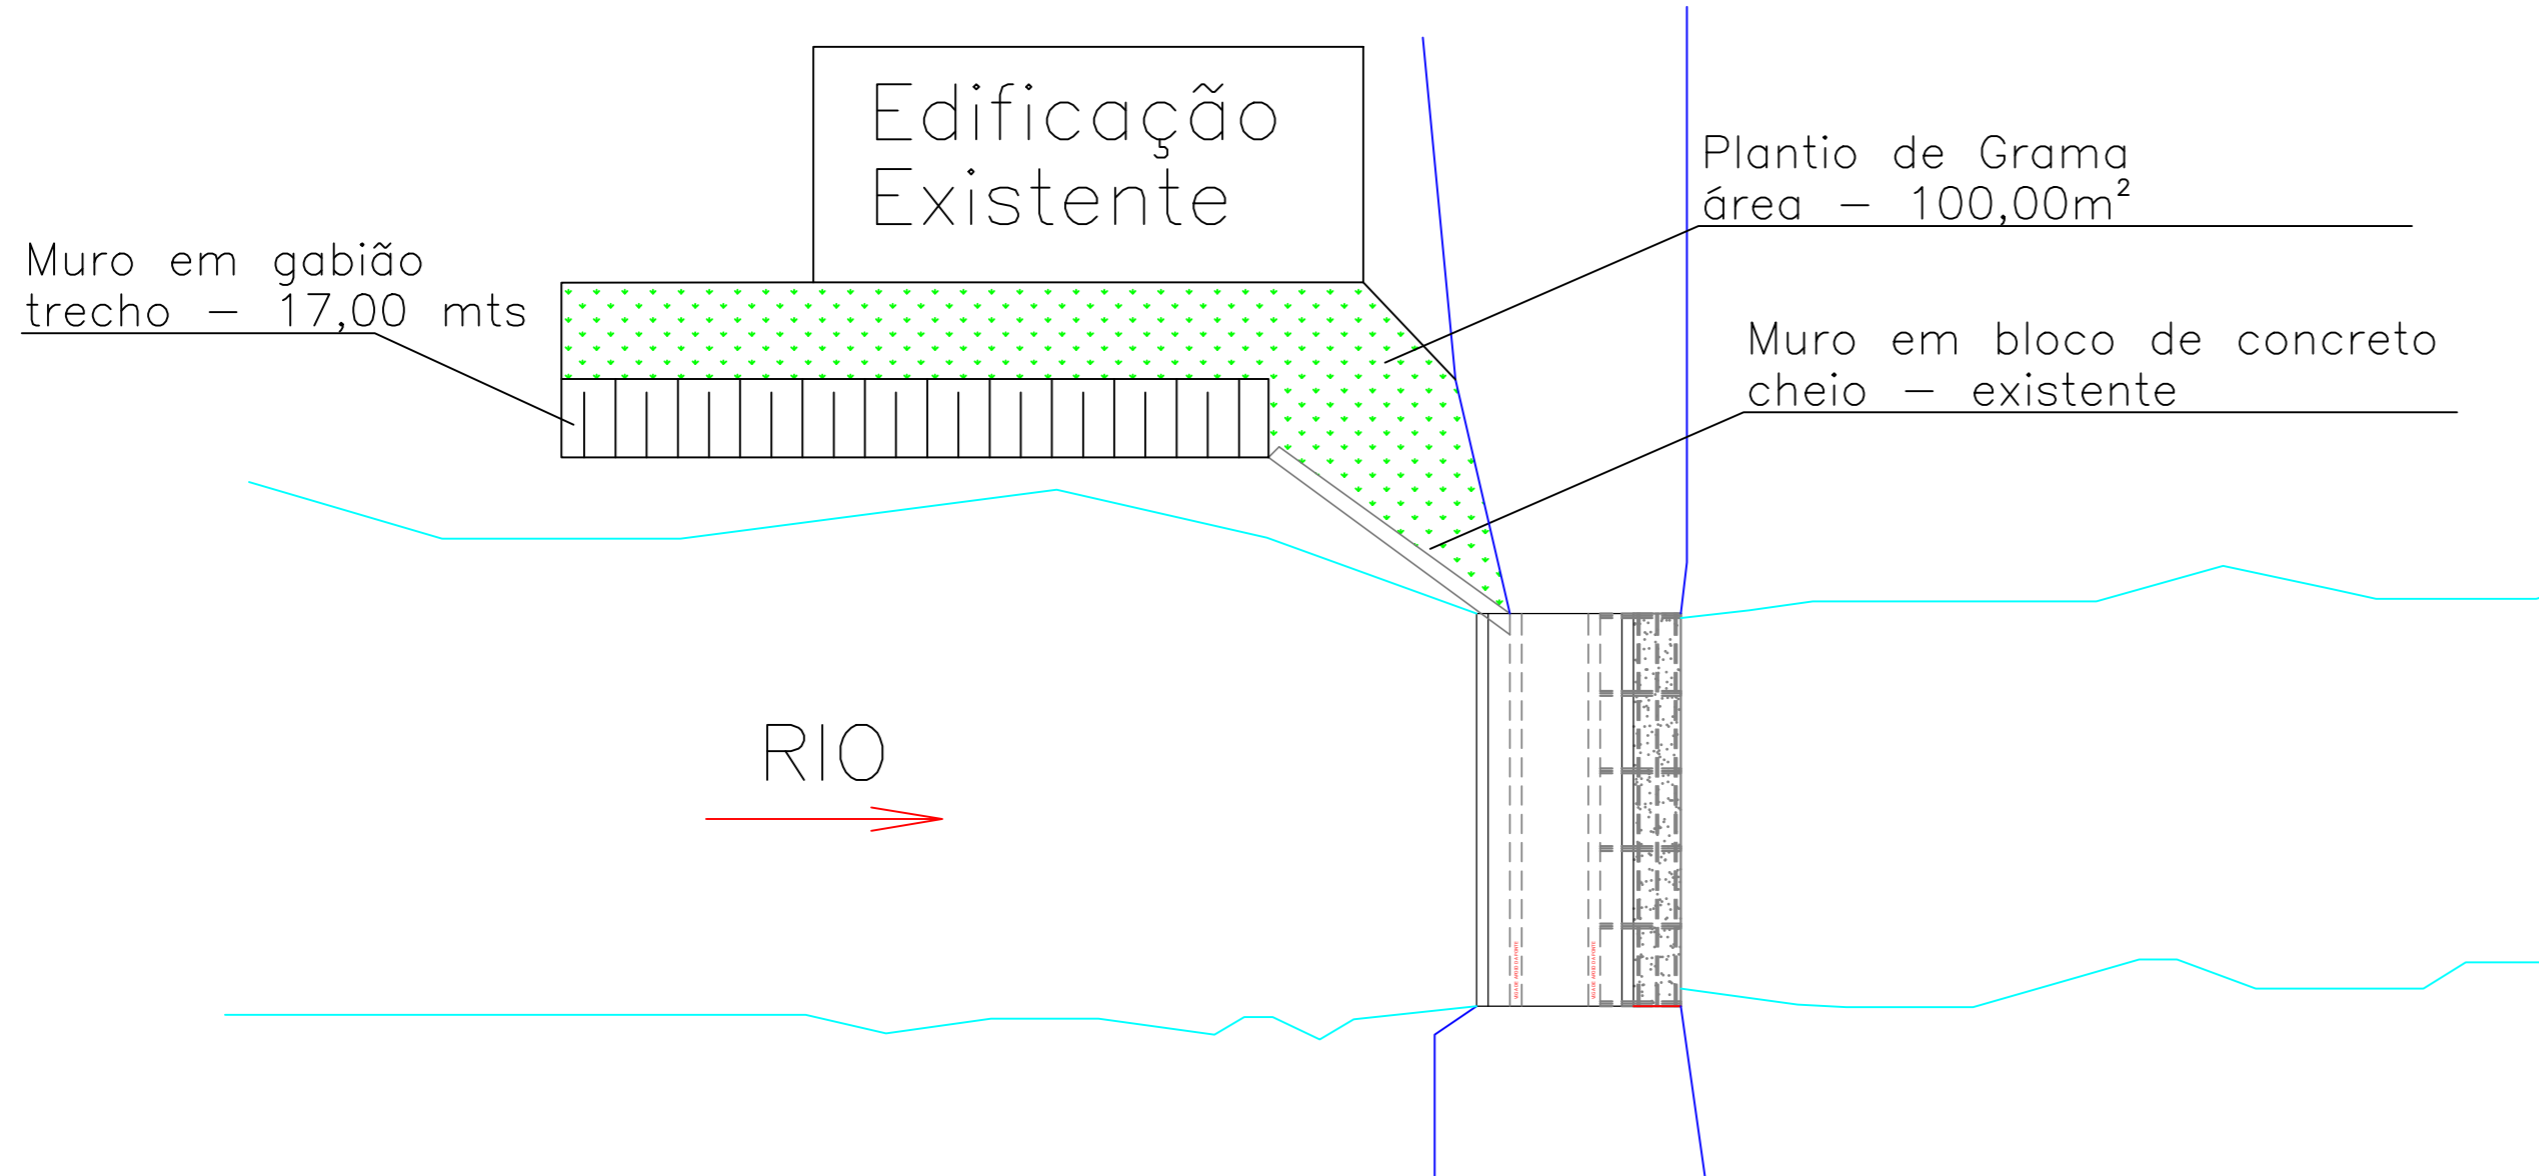 Edificação
Existente
Plantio de Grama
área - 100,00m²
Muro em gabião
trecho - 17,00 mts
Muro em bloco de concreto
cheio - existente
RIO